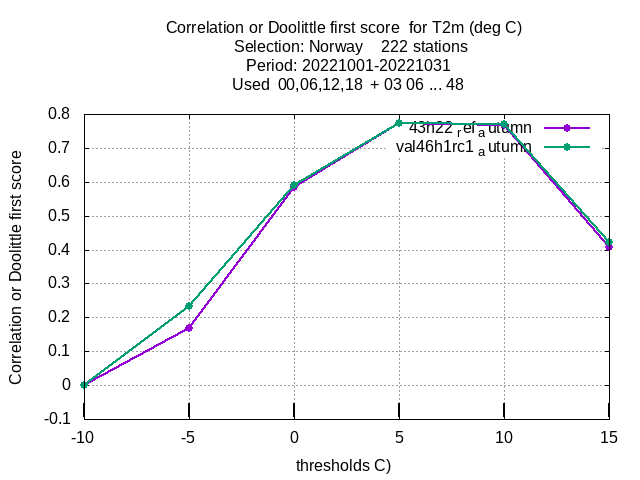 Correlation or Doolittle first score  for T2m (deg C)
Selection: Norway    222 stations
Period: 20221001-20221031
Used  00,06,12,18  + 03 06 ... 48
Correlation or Doolittle first score
0.8
0.7
0.6
0.5
0.4
0.3
0.2
0.1
0
-0.1
43h22_ref_autumn
val46h1rc1_autumn
-10 -5 0 5 10 15
thresholds C)